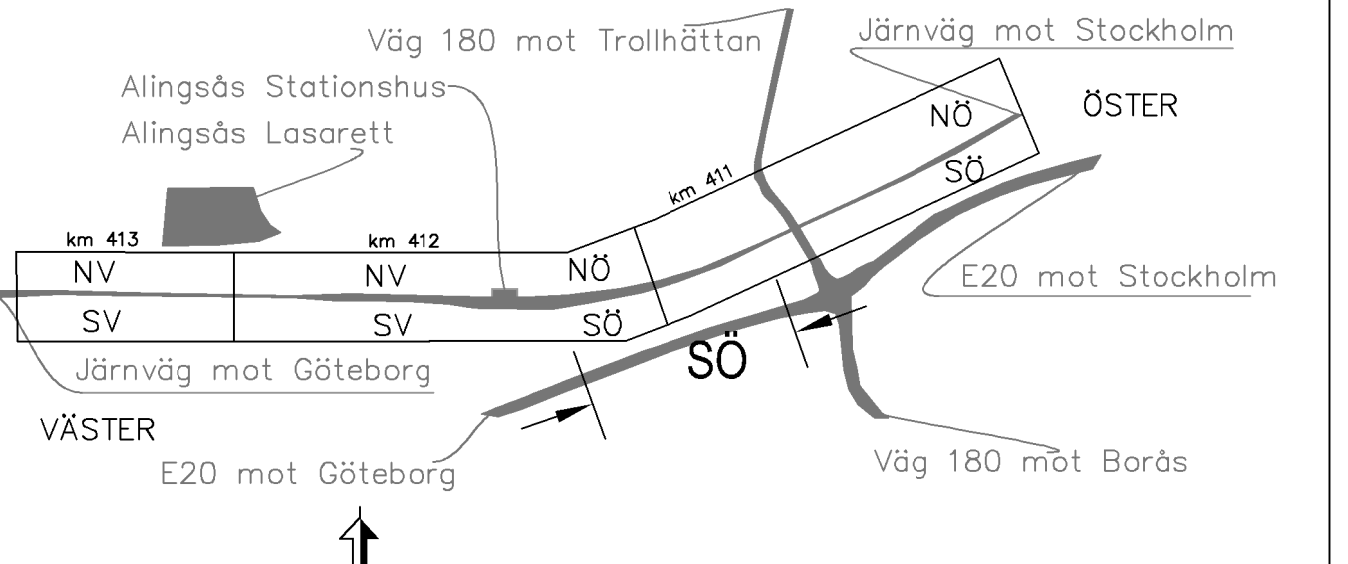 Väg 180 mot Trollhättan
Järnväg mot Stockholm
Alingsås Stationshus
Alingsås Lasarett
ÖSTER
NÖ
SÖ
km 411
km 413
km 412
NV
NV
NÖ
SV
SV
SÖ
E20 mot Stockholm
SÖ
Järnväg mot Göteborg
VÄSTER
E20 mot Göteborg
Väg 180 mot Borås